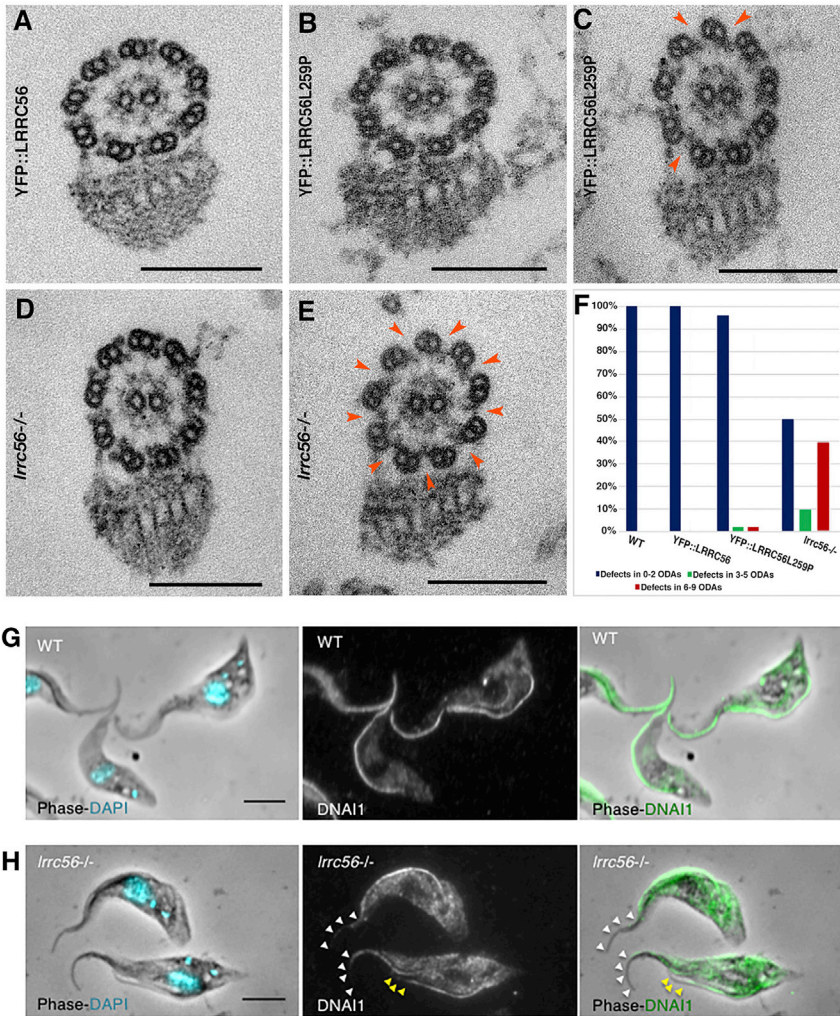 A
YFP::LRRC56
B
YFP::LRRC56L259P
C
YFP::LRRC56L259P
D
lrrc56-/-
E
lrrc56-/-
F
100%
90%
80%
70%
60%
50%
40%
30%
20%
10%
0%
WT
YFP::LRRC56
YFP::LRRC56L259P
lrrc56-/-
Defects in 0-2 ODAs
Defects in 3-5 ODAs
Defects in 6-9 ODAs
G
WT
Phase-DAPI
DNAI1
WT
Phase-DNAI1
H
lrrc56-/-
Phase-DAPI
lrrc56-/-
DNAI1
lrrc56-/-
Phase-DNAI1